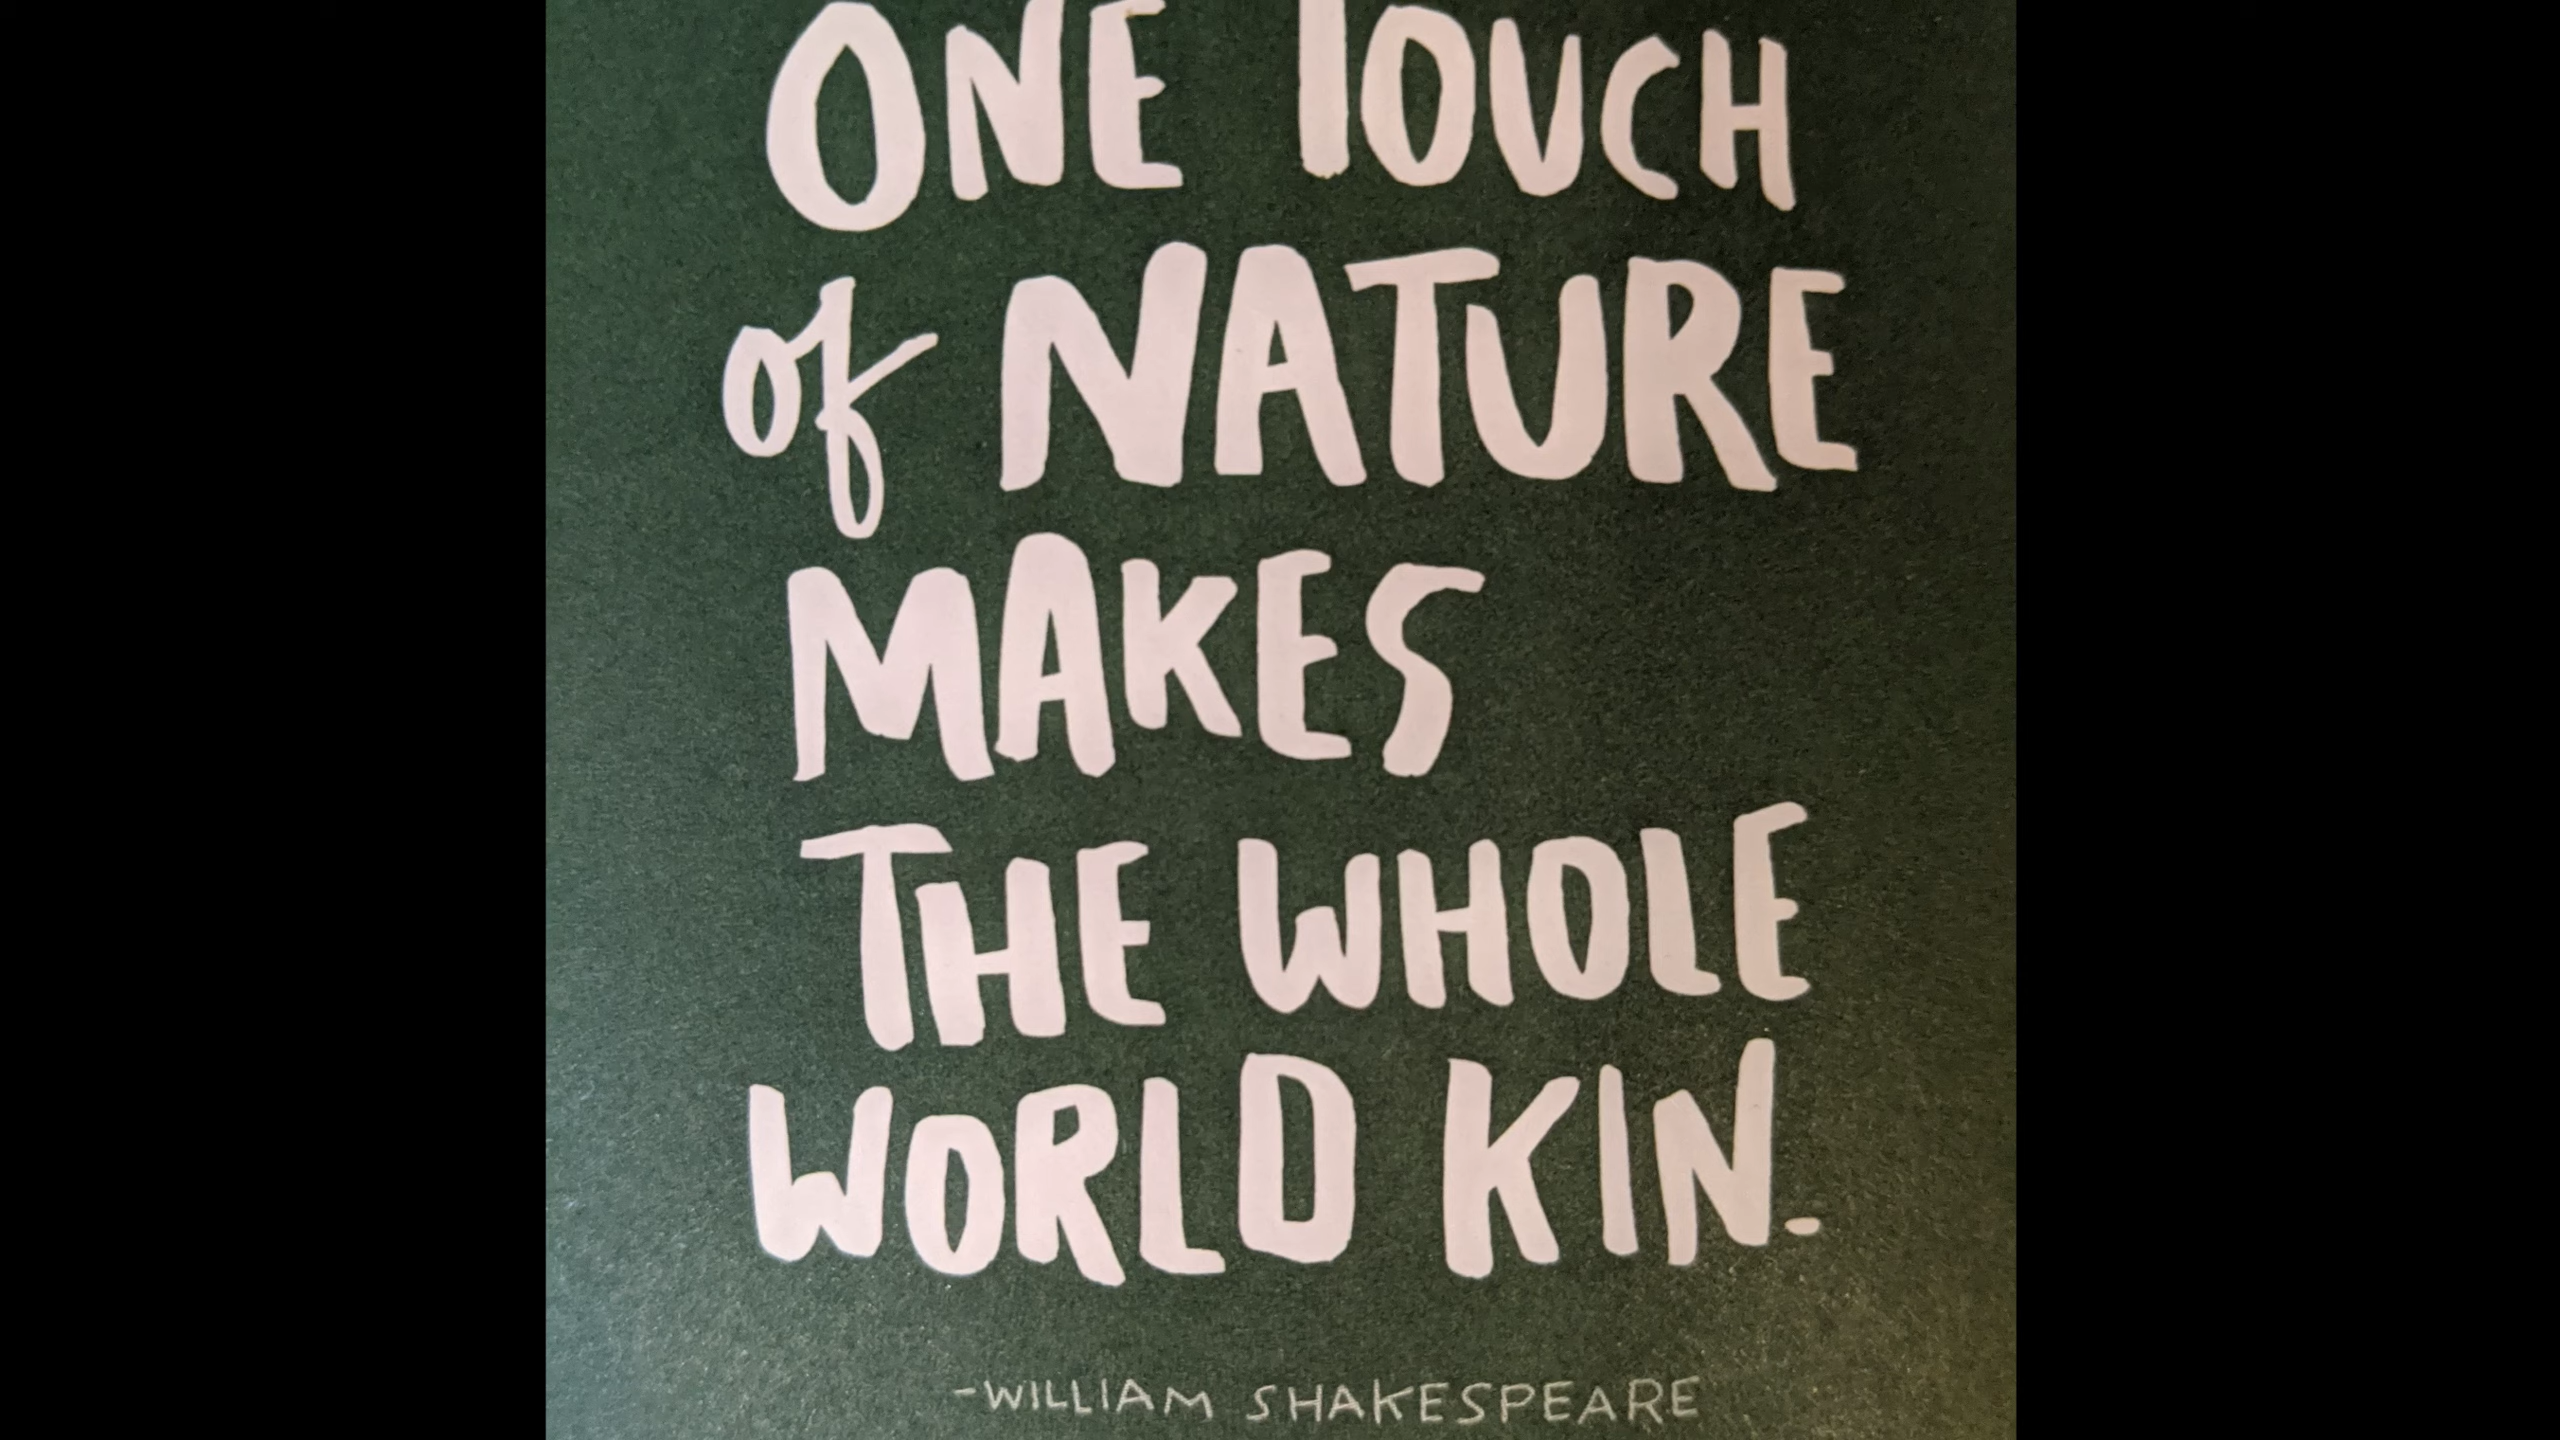 ONE TOUCH
of NATURE
MAKES
THE WHOLE
WORLD KIN.
-WILLIAM SHAKESPEARE